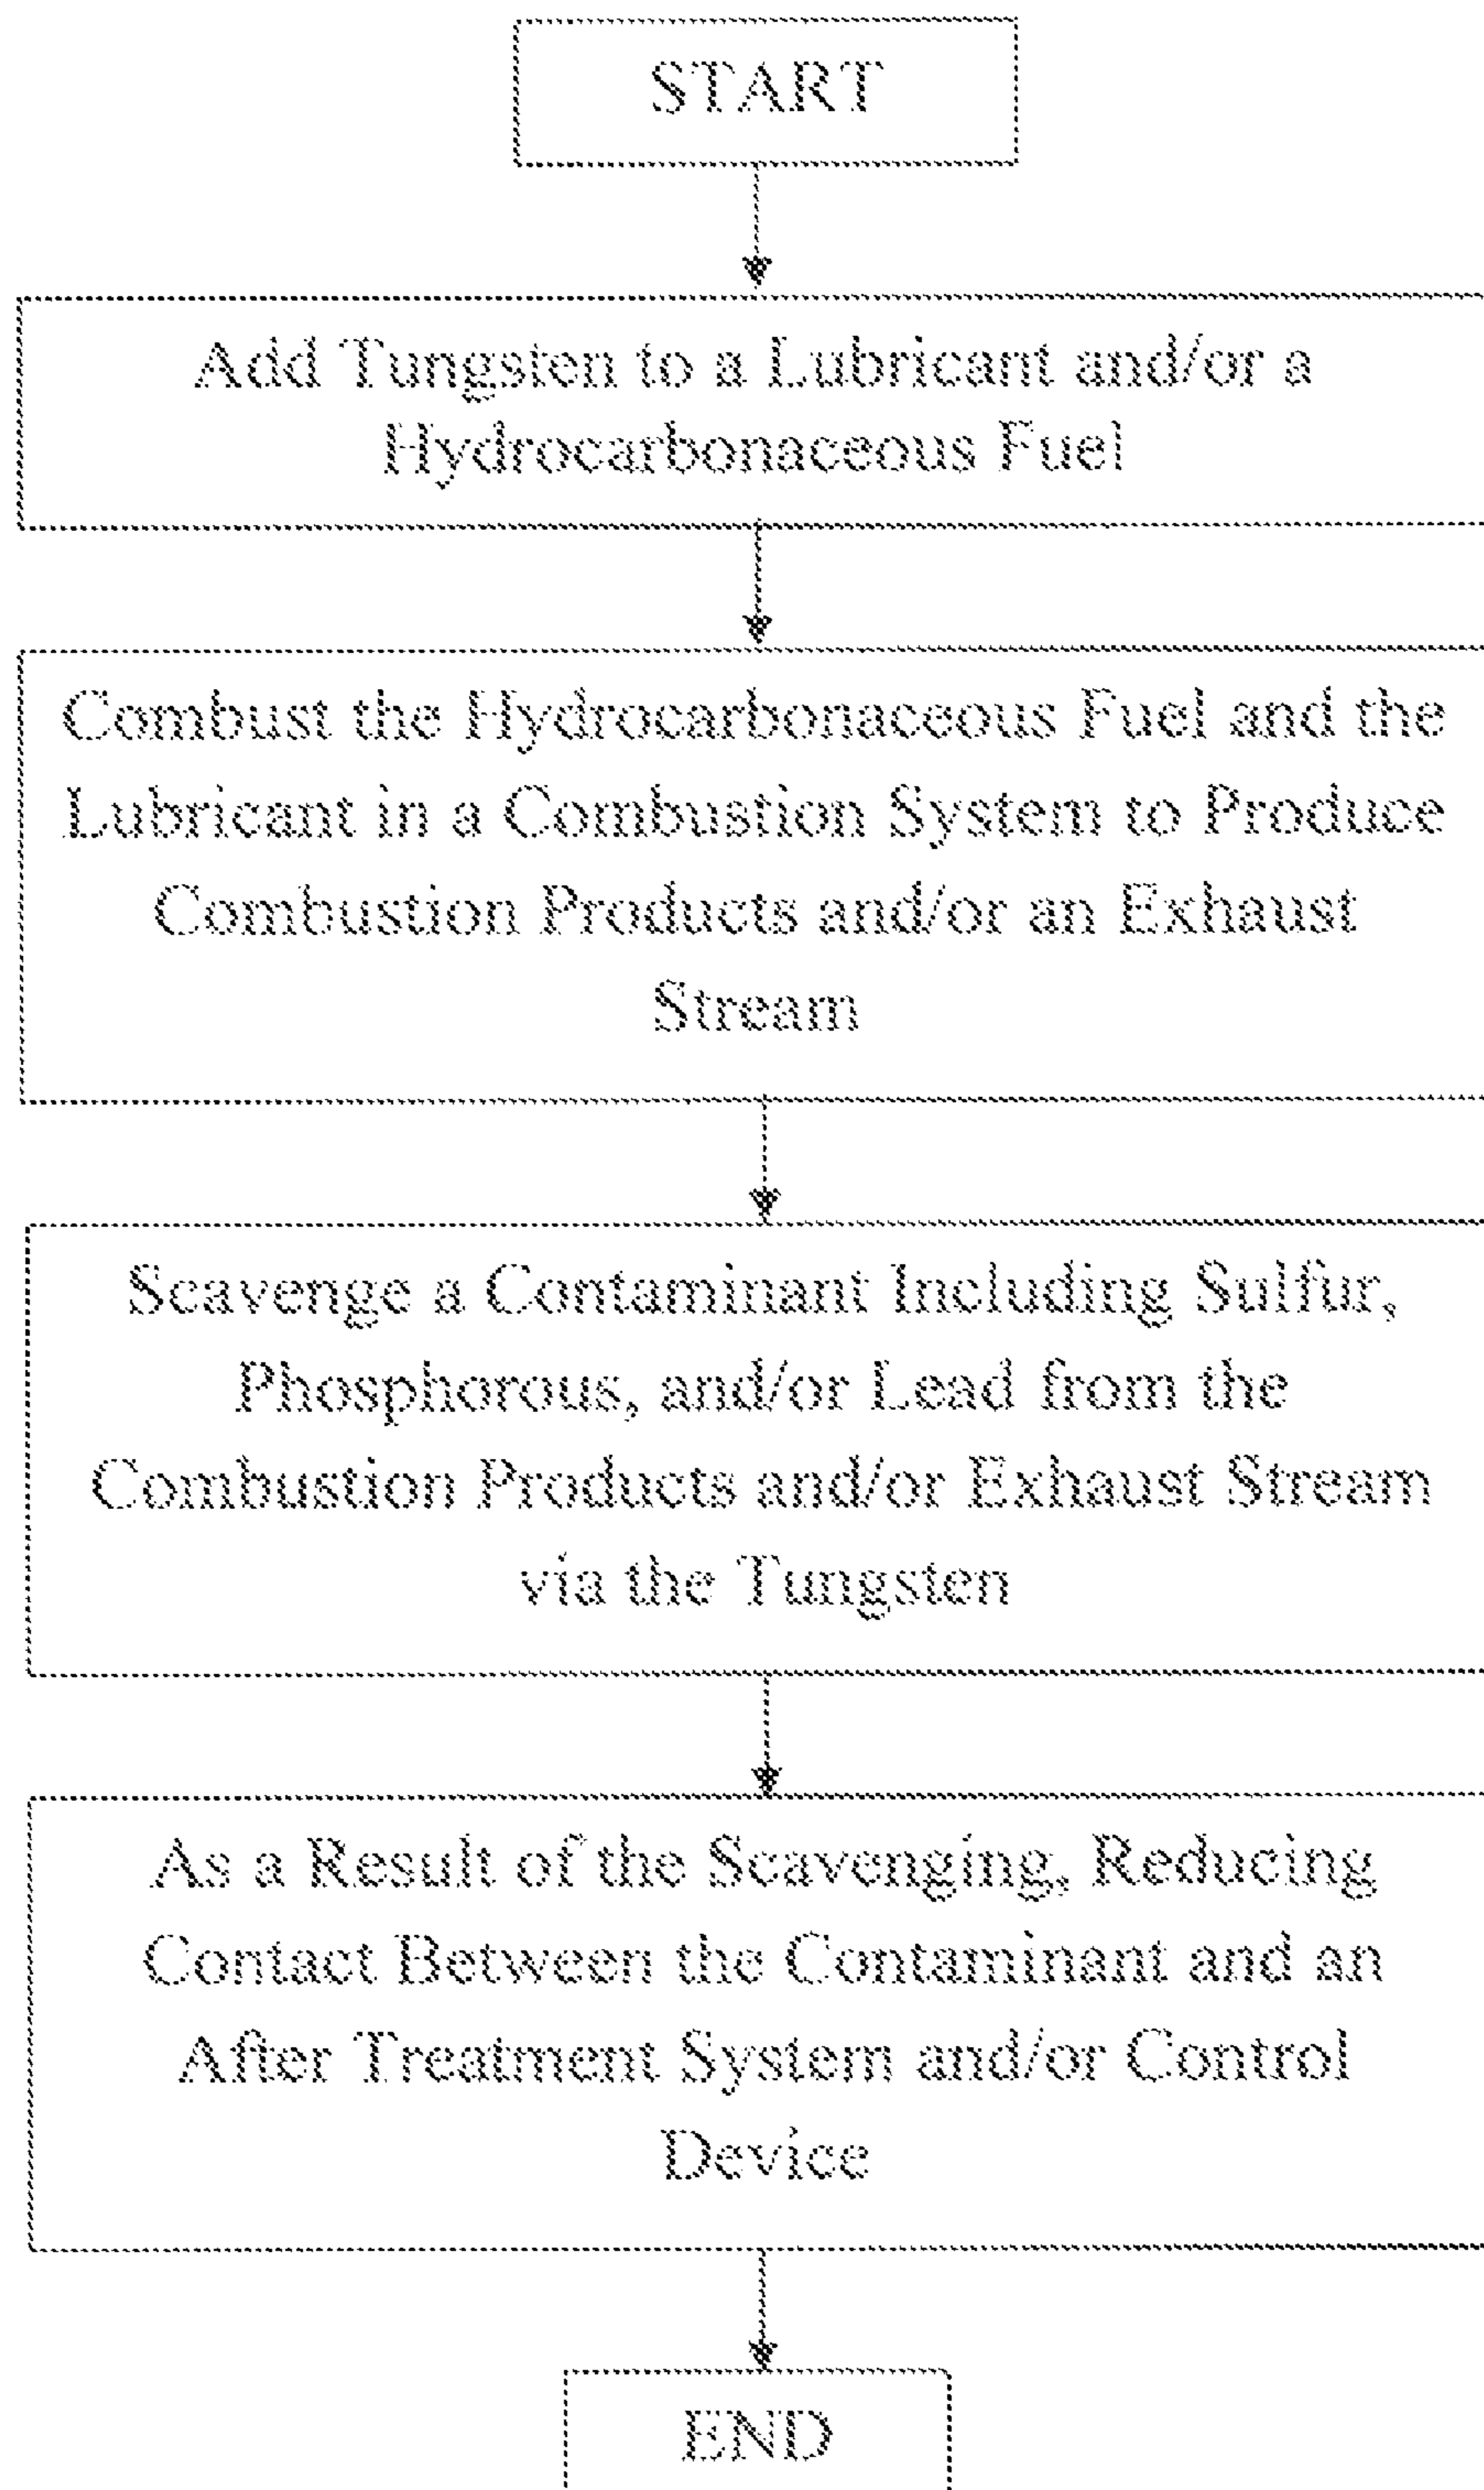 START
Add Tungsten to a Lubricant and/or a
Hydrocarbonaceous Fuel
Combust the Hydrocarbonaceous Fuel and the
Lubricant in a Combustion System to Produce
Combustion Products and/or an Exhaust
Stream
Scavenge a Contaminant Including Sulfur,
Phosphorous, and/or Lead from the
Combustion Products and/or Exhaust Stream
via the Tungsten
As a Result of the Scavenging, Reducing
Contact Between the Contaminant and an
After Treatment System and/or Control
Device
END